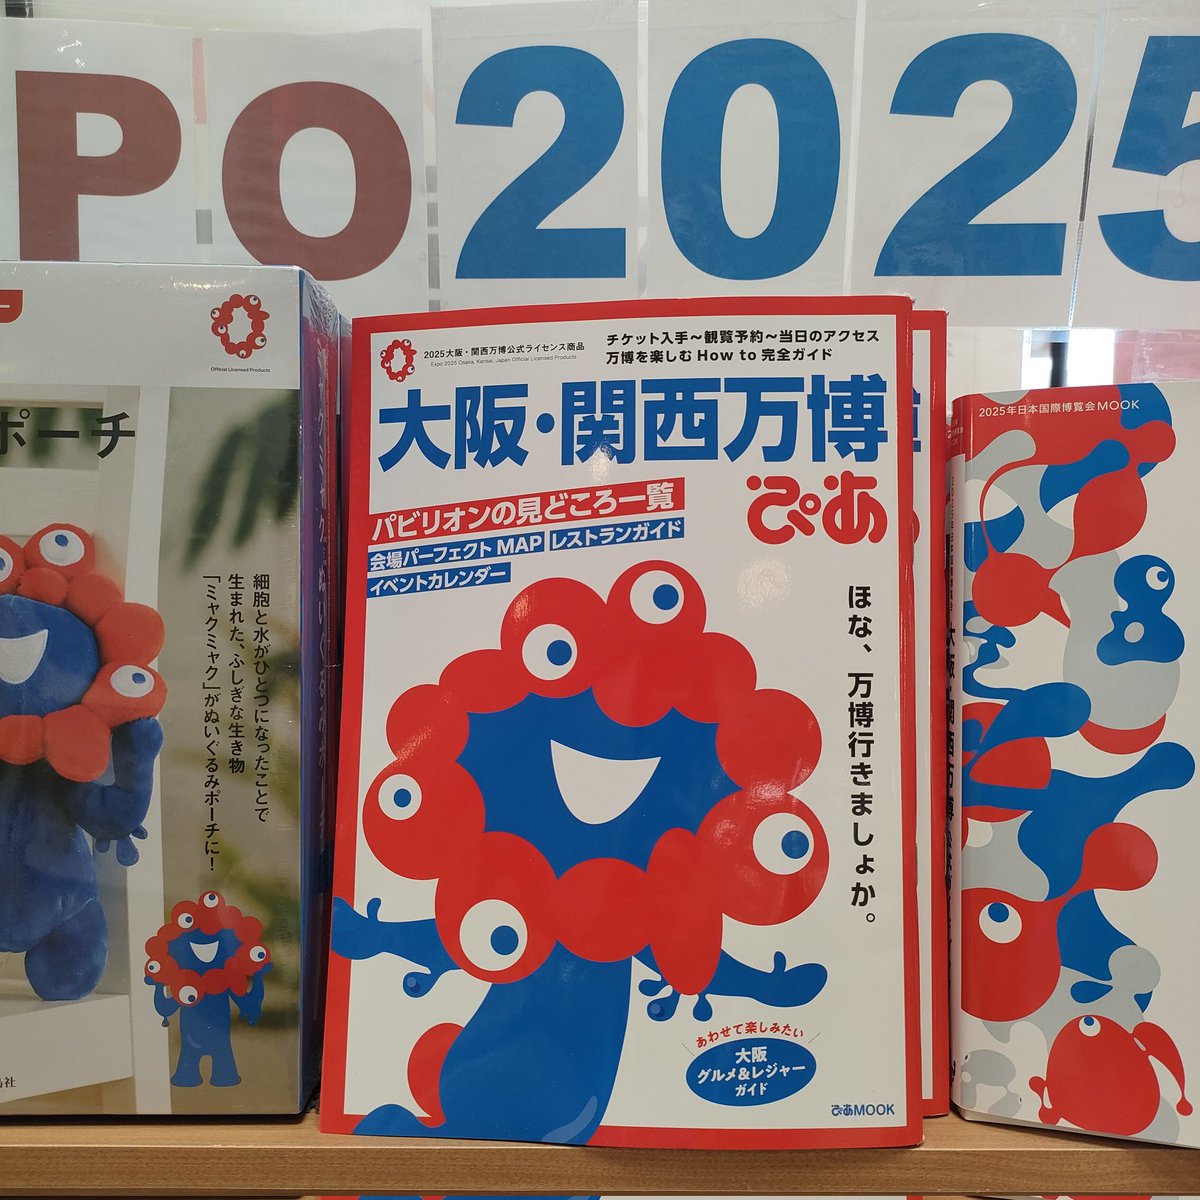 PO2025
ポーチ
Official Licensed Products
細胞と水がひとつになったことで
生まれた、ふしぎな生き物
「ミャクミャク」がぬいぐるみポーチに!
2025大阪・関西万博公式ライセンス商品
Expo 2025 Osaka, Kansai, Japan Official Licensed Products
チケット入手～観覧予約～当日のアクセス
万博を楽しむ How to 完全ガイド
大阪・関西万博
ぴあ
パビリオンの見どころ一覧
会場パーフェクト MAP レストランガイド
イベントカレンダー
ほな、万博行きましょか。
あわせて楽しみたい
大阪
グルメ&レジャー
ガイド
ぴあMOOK
2025年日本国際博覧会MOOK
大阪・関西万博